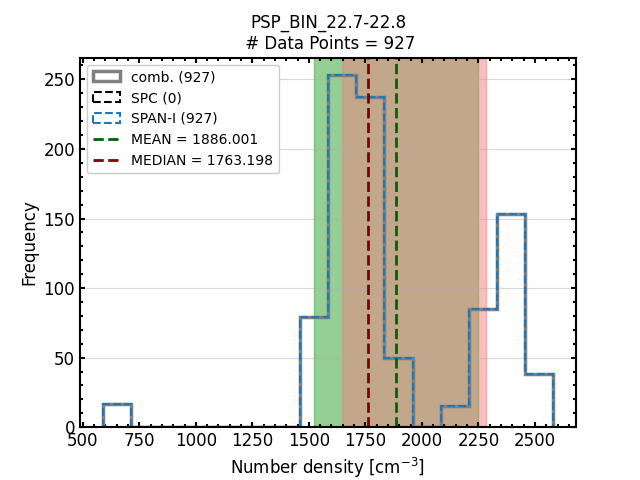 PSP_BIN_22.7-22.8
# Data Points = 927
comb. (927)
SPC (0)
SPAN-I (927)
MEAN = 1886.001
MEDIAN = 1763.198
Frequency
250
200
150
100
50
0
500 750 1000 1250 1500 1750 2000 2250 2500
Number density [cm⁻³]